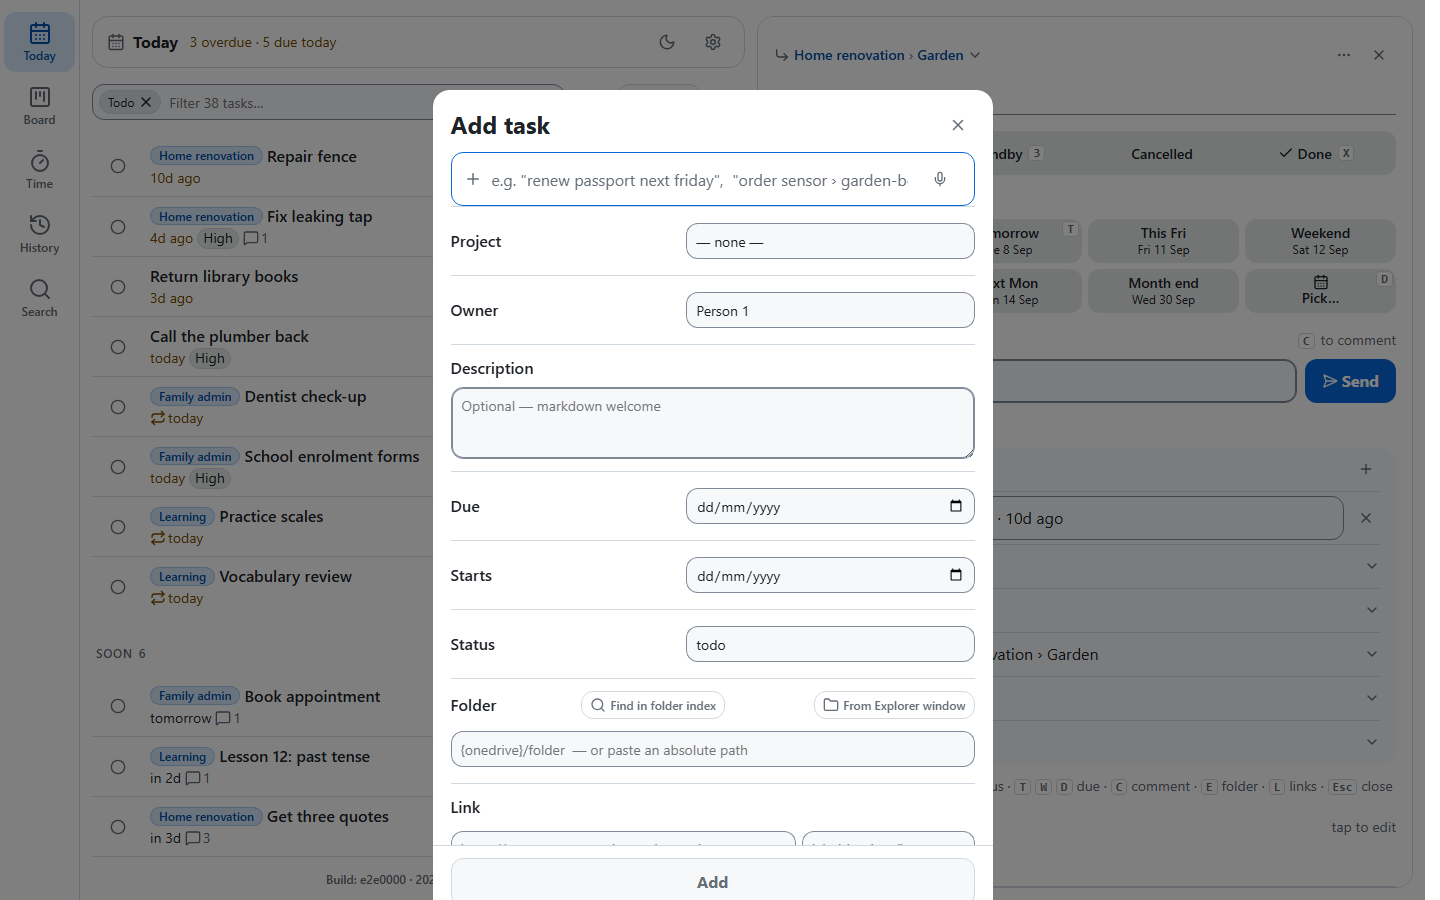 Today
Board
Time
History
Search
Today 3 overdue · 5 due today
Todo Filter 38 tasks...
Home renovation Repair fence
10d ago
Home renovation Fix leaking tap
4d ago High 1
Return library books
3d ago
Call the plumber back
today High
Family admin Dentist check-up
today
Family admin School enrolment forms
today High
Learning Practice scales
today
Learning Vocabulary review
today
SOON 6
Family admin Book appointment
tomorrow 1
Learning Lesson 12: past tense
in 2d 1
Home renovation Get three quotes
in 3d 3
Build: e2e0000 · 202
Add task
e.g. "renew passport next friday", "order sensor › garden-b
Project — none —
Owner Person 1
Description
Optional — markdown welcome
Due dd/mm/yyyy
Starts dd/mm/yyyy
Status todo
Folder Find in folder index From Explorer window
{onedrive}/folder — or paste an absolute path
Link
Add
Home renovation › Garden
ndby 3 Cancelled Done X
morrow T This Fri Weekend
e 8 Sep Fri 11 Sep Sat 12 Sep
xt Mon Month end D
n 14 Sep Wed 30 Sep Pick...
C to comment
Send
· 10d ago
vation › Garden
us · T W D due · C comment · E folder · L links · Esc close
tap to edit